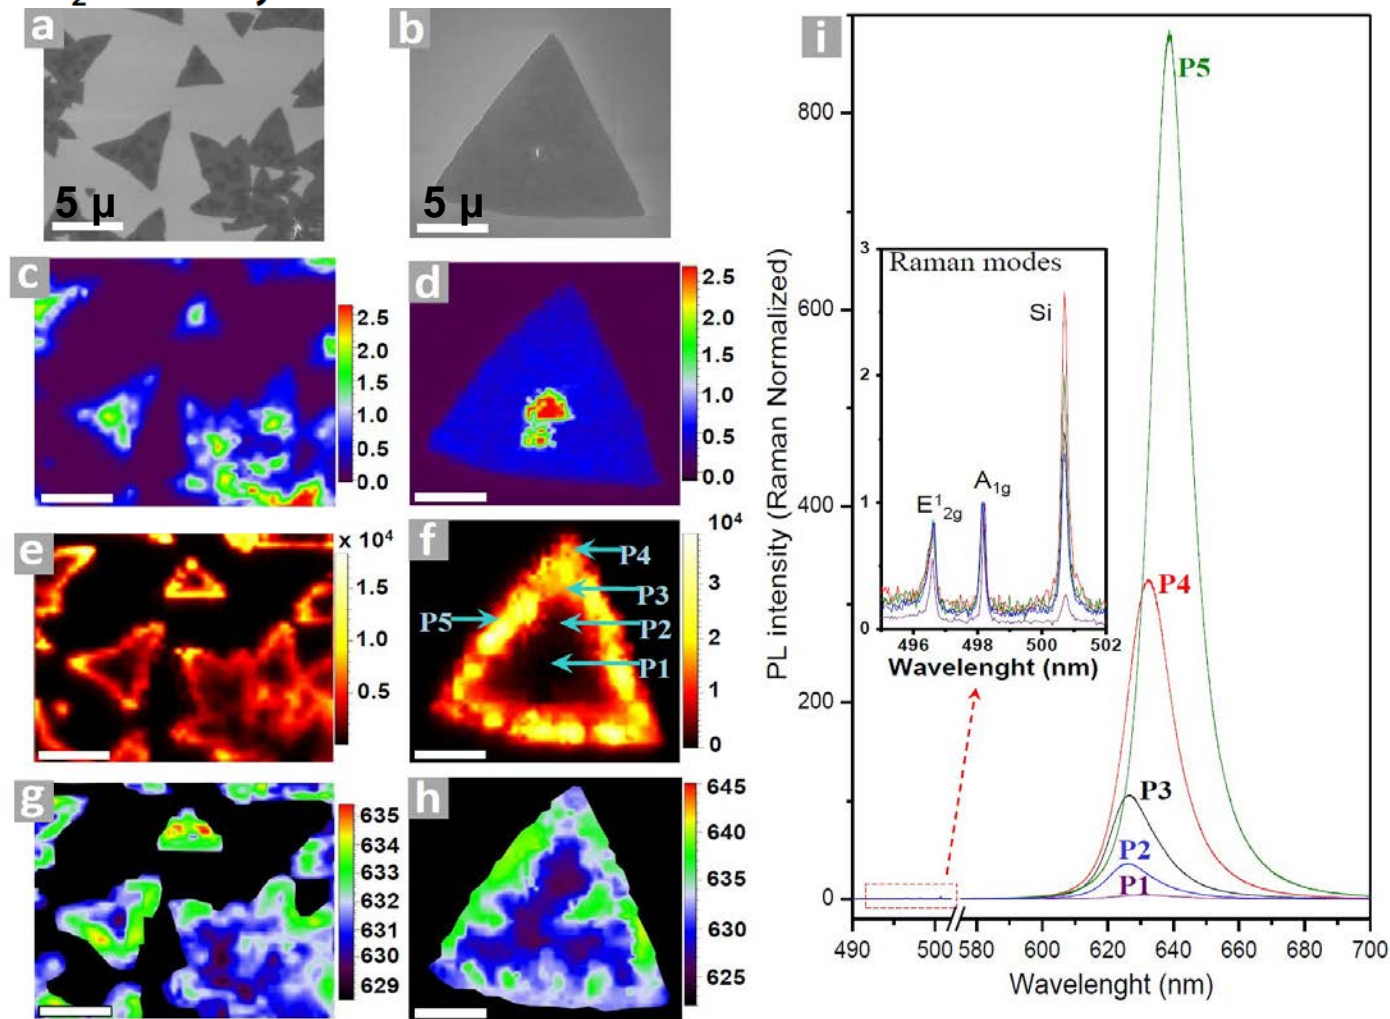 2
a
5 µ
b
5 µ
c
2.5
2.0
1.5
1.0
0.5
0.0
d
2.5
2.0
1.5
1.0
0.5
0.0
e
x 10⁴
1.5
1.0
0.5
f
10⁴
3
2
1
0
P4
P3
P5
P2
P1
g
635
634
633
632
631
630
629
h
645
640
635
630
625
i
PL intensity (Raman Normalized)
800
600
400
200
0
P5
P4
P3
P2
P1
490
500
580
600
620
640
660
680
700
Wavelenght (nm)
Raman modes
3
2
1
0
Si
A1g
E¹2g
496
498
500
502
Wavelenght (nm)